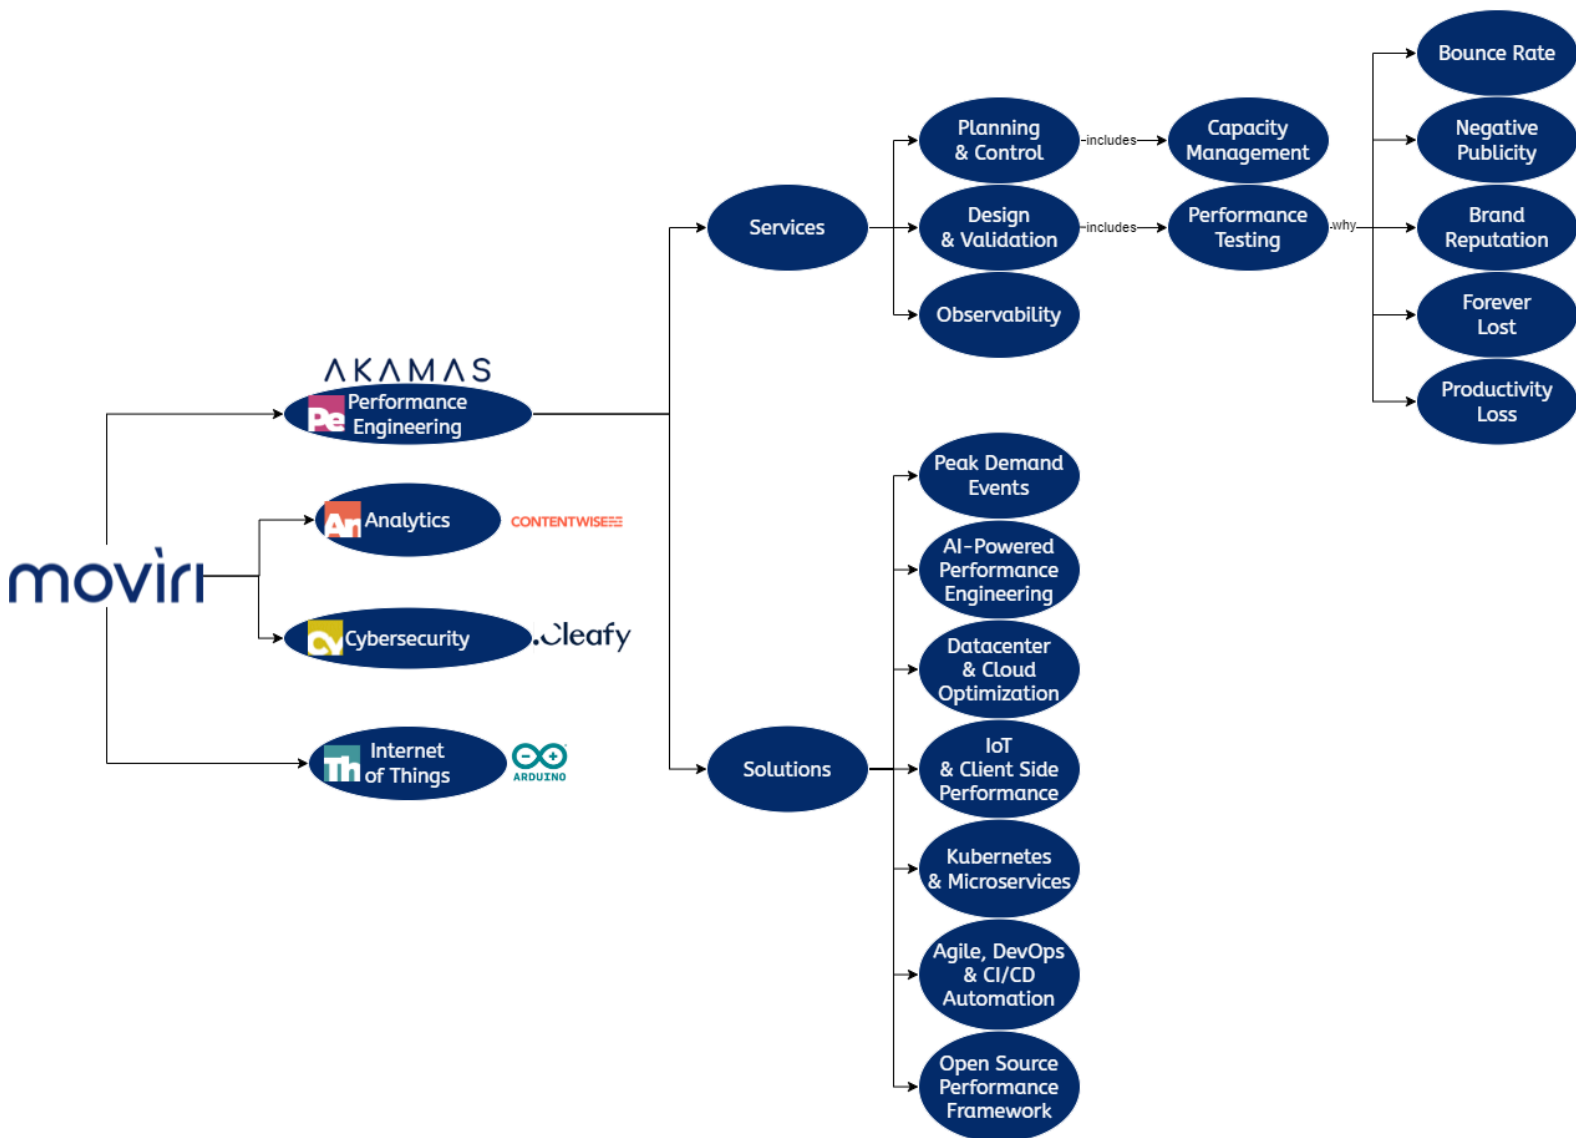 moviri
AKAMAS
Pe
Performance
Engineering
An
Analytics
CONTENTWISE
Cy
Cybersecurity
.Cleafy
Th
Internet
of Things
ARDUINO
Services
Planning
& Control
includes
Capacity
Management
Design
& Validation
includes
Performance
Testing
why
Observability
Bounce Rate
Negative
Publicity
Brand
Reputation
Forever
Lost
Productivity
Loss
Solutions
Peak Demand
Events
AI-Powered
Performance
Engineering
Datacenter
& Cloud
Optimization
IoT
& Client Side
Performance
Kubernetes
& Microservices
Agile, DevOps
& CI/CD
Automation
Open Source
Performance
Framework